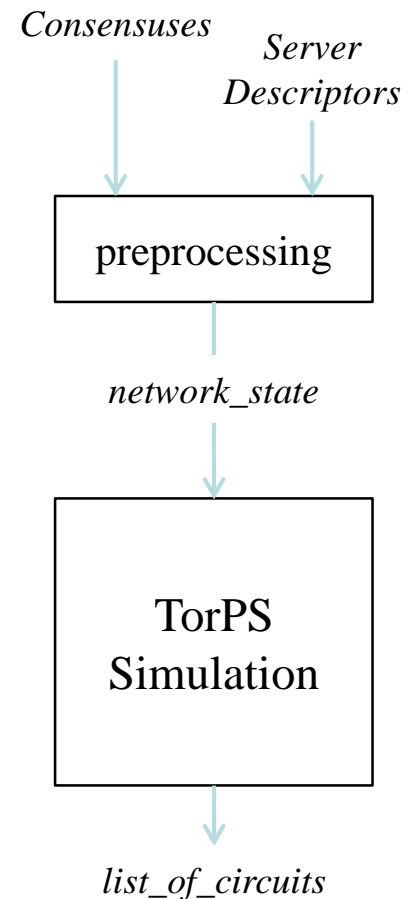 Consensuses
Server
Descriptors
preprocessing
network_state
TorPS
Simulation
list_of_circuits